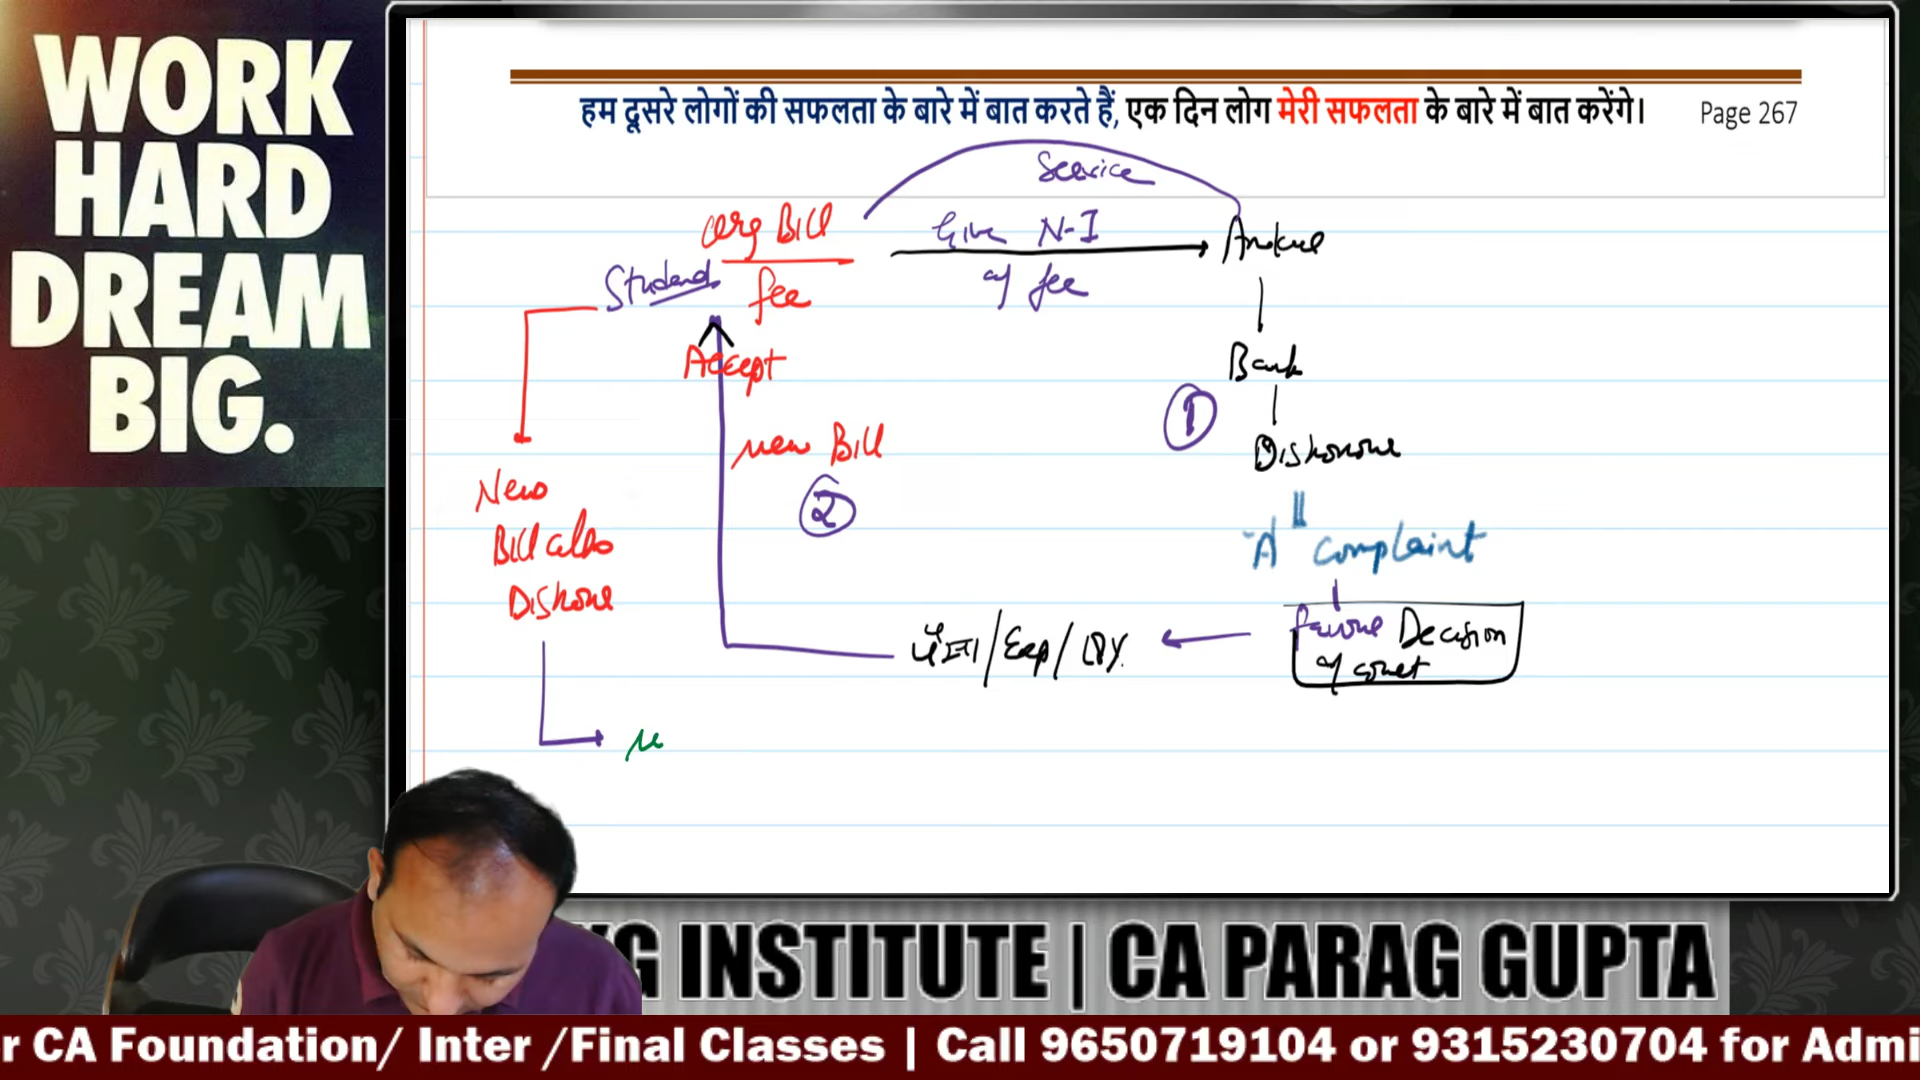 WORK
HARD
DREAM
BIG.
हम दूसरे लोगों की सफलता के बारे में बात करते हैं, एक दिन लोग मेरी सफलता के बारे में बात करेंगे। Page 267
Service
Bill
Give N-I
Student
fee
of fee
Accept
Bank
new Bill
1
Dishonour
2
New
Bill also
Dishonour
"A" complaint
favour Decision
of court
पैसा/Exp/
G INSTITUTE | CA PARAG GUPTA
r CA Foundation/ Inter /Final Classes | Call 9650719104 or 9315230704 for Admi